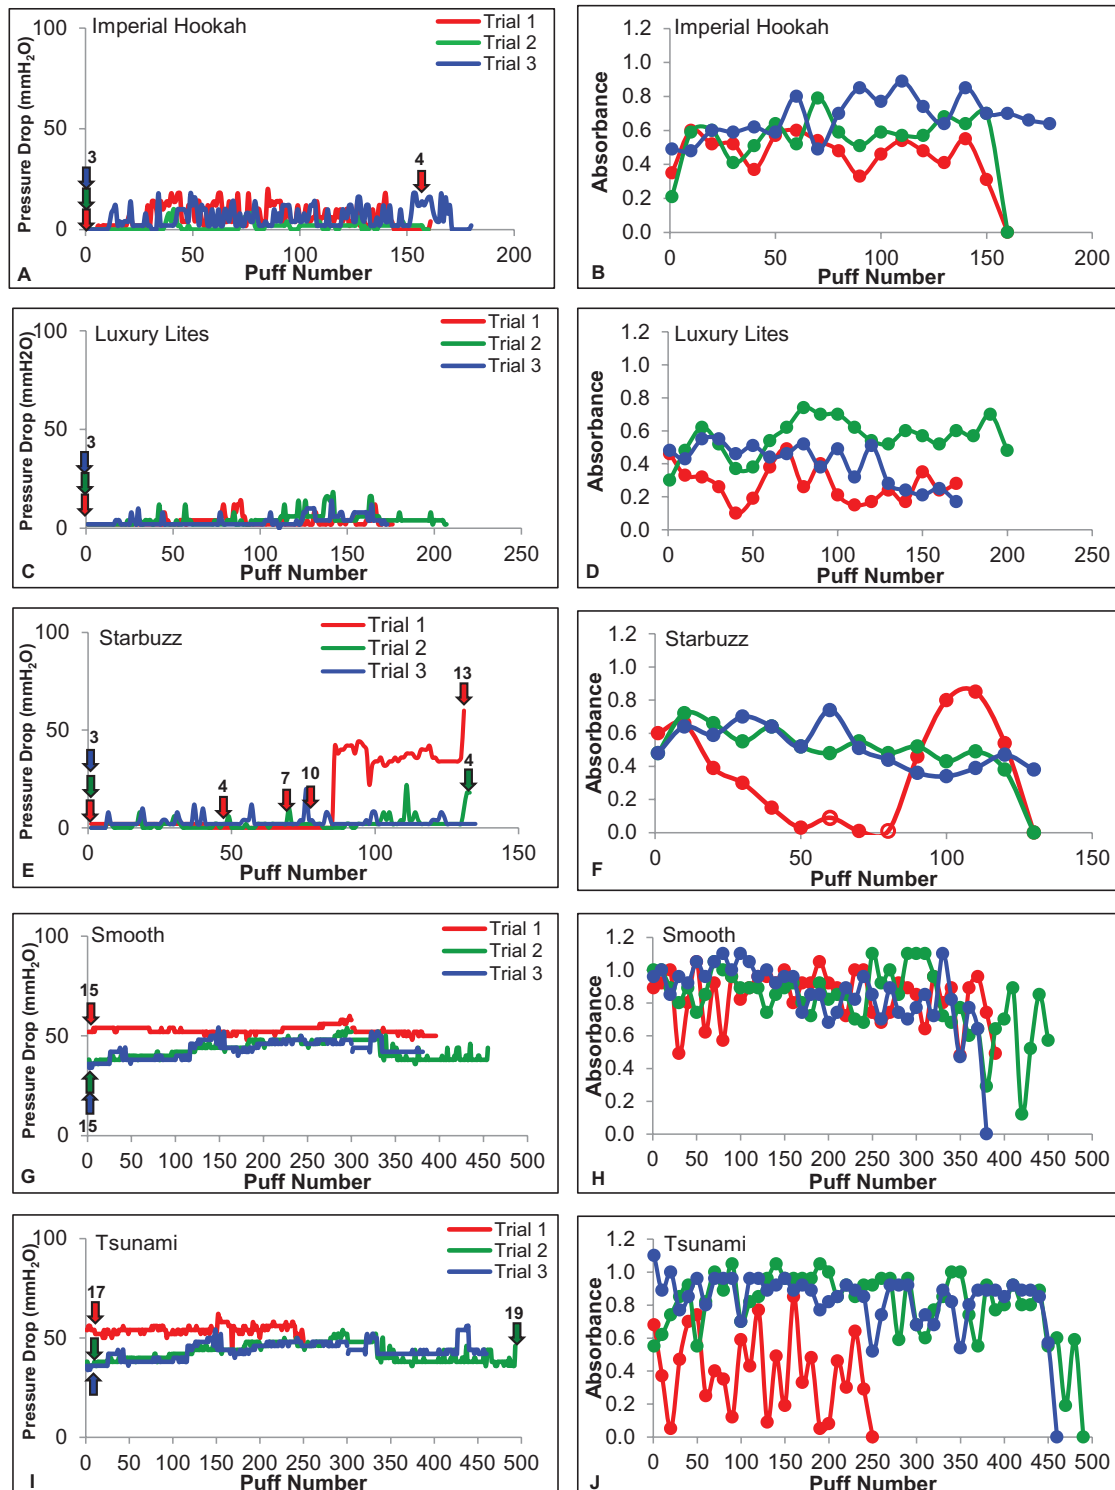 Imperial Hookah
Trial 1
Trial 2
Trial 3
Pressure Drop (mmH₂O)
100
50
0
3
4
0 50 100 150 200
Puff Number
A
Imperial Hookah
Absorbance
1.2
1.0
0.8
0.6
0.4
0.2
0.0
0 50 100 150 200
Puff Number
B
Luxury Lites
Trial 1
Trial 2
Trial 3
Pressure Drop (mmH2O)
100
50
0
3
0 50 100 150 200 250
Puff Number
C
Luxury Lites
Absorbance
1.2
1.0
0.8
0.6
0.4
0.2
0.0
0 50 100 150 200 250
Puff Number
D
Starbuzz
Trial 1
Trial 2
Trial 3
Pressure Drop (mmH₂O)
100
50
0
3
4
7
10
13
4
0 50 100 150
Puff Number
E
Starbuzz
Absorbance
1.2
1.0
0.8
0.6
0.4
0.2
0.0
0 50 100 150
Puff Number
F
Smooth
Trial 1
Trial 2
Trial 3
Pressure Drop (mmH₂O)
100
50
0
15
15
0 50 100 150 200 250 300 350 400 450 500
Puff Number
G
Smooth
Absorbance
1.2
1.0
0.8
0.6
0.4
0.2
0.0
0 50 100 150 200 250 300 350 400 450 500
Puff Number
H
Tsunami
Trial 1
Trial 2
Trial 3
Pressure Drop (mmH₂O)
100
50
0
17
19
0 50 100 150 200 250 300 350 400 450 500
Puff Number
I
Tsunami
Absorbance
1.2
1.0
0.8
0.6
0.4
0.2
0.0
0 50 100 150 200 250 300 350 400 450 500
Puff Number
J